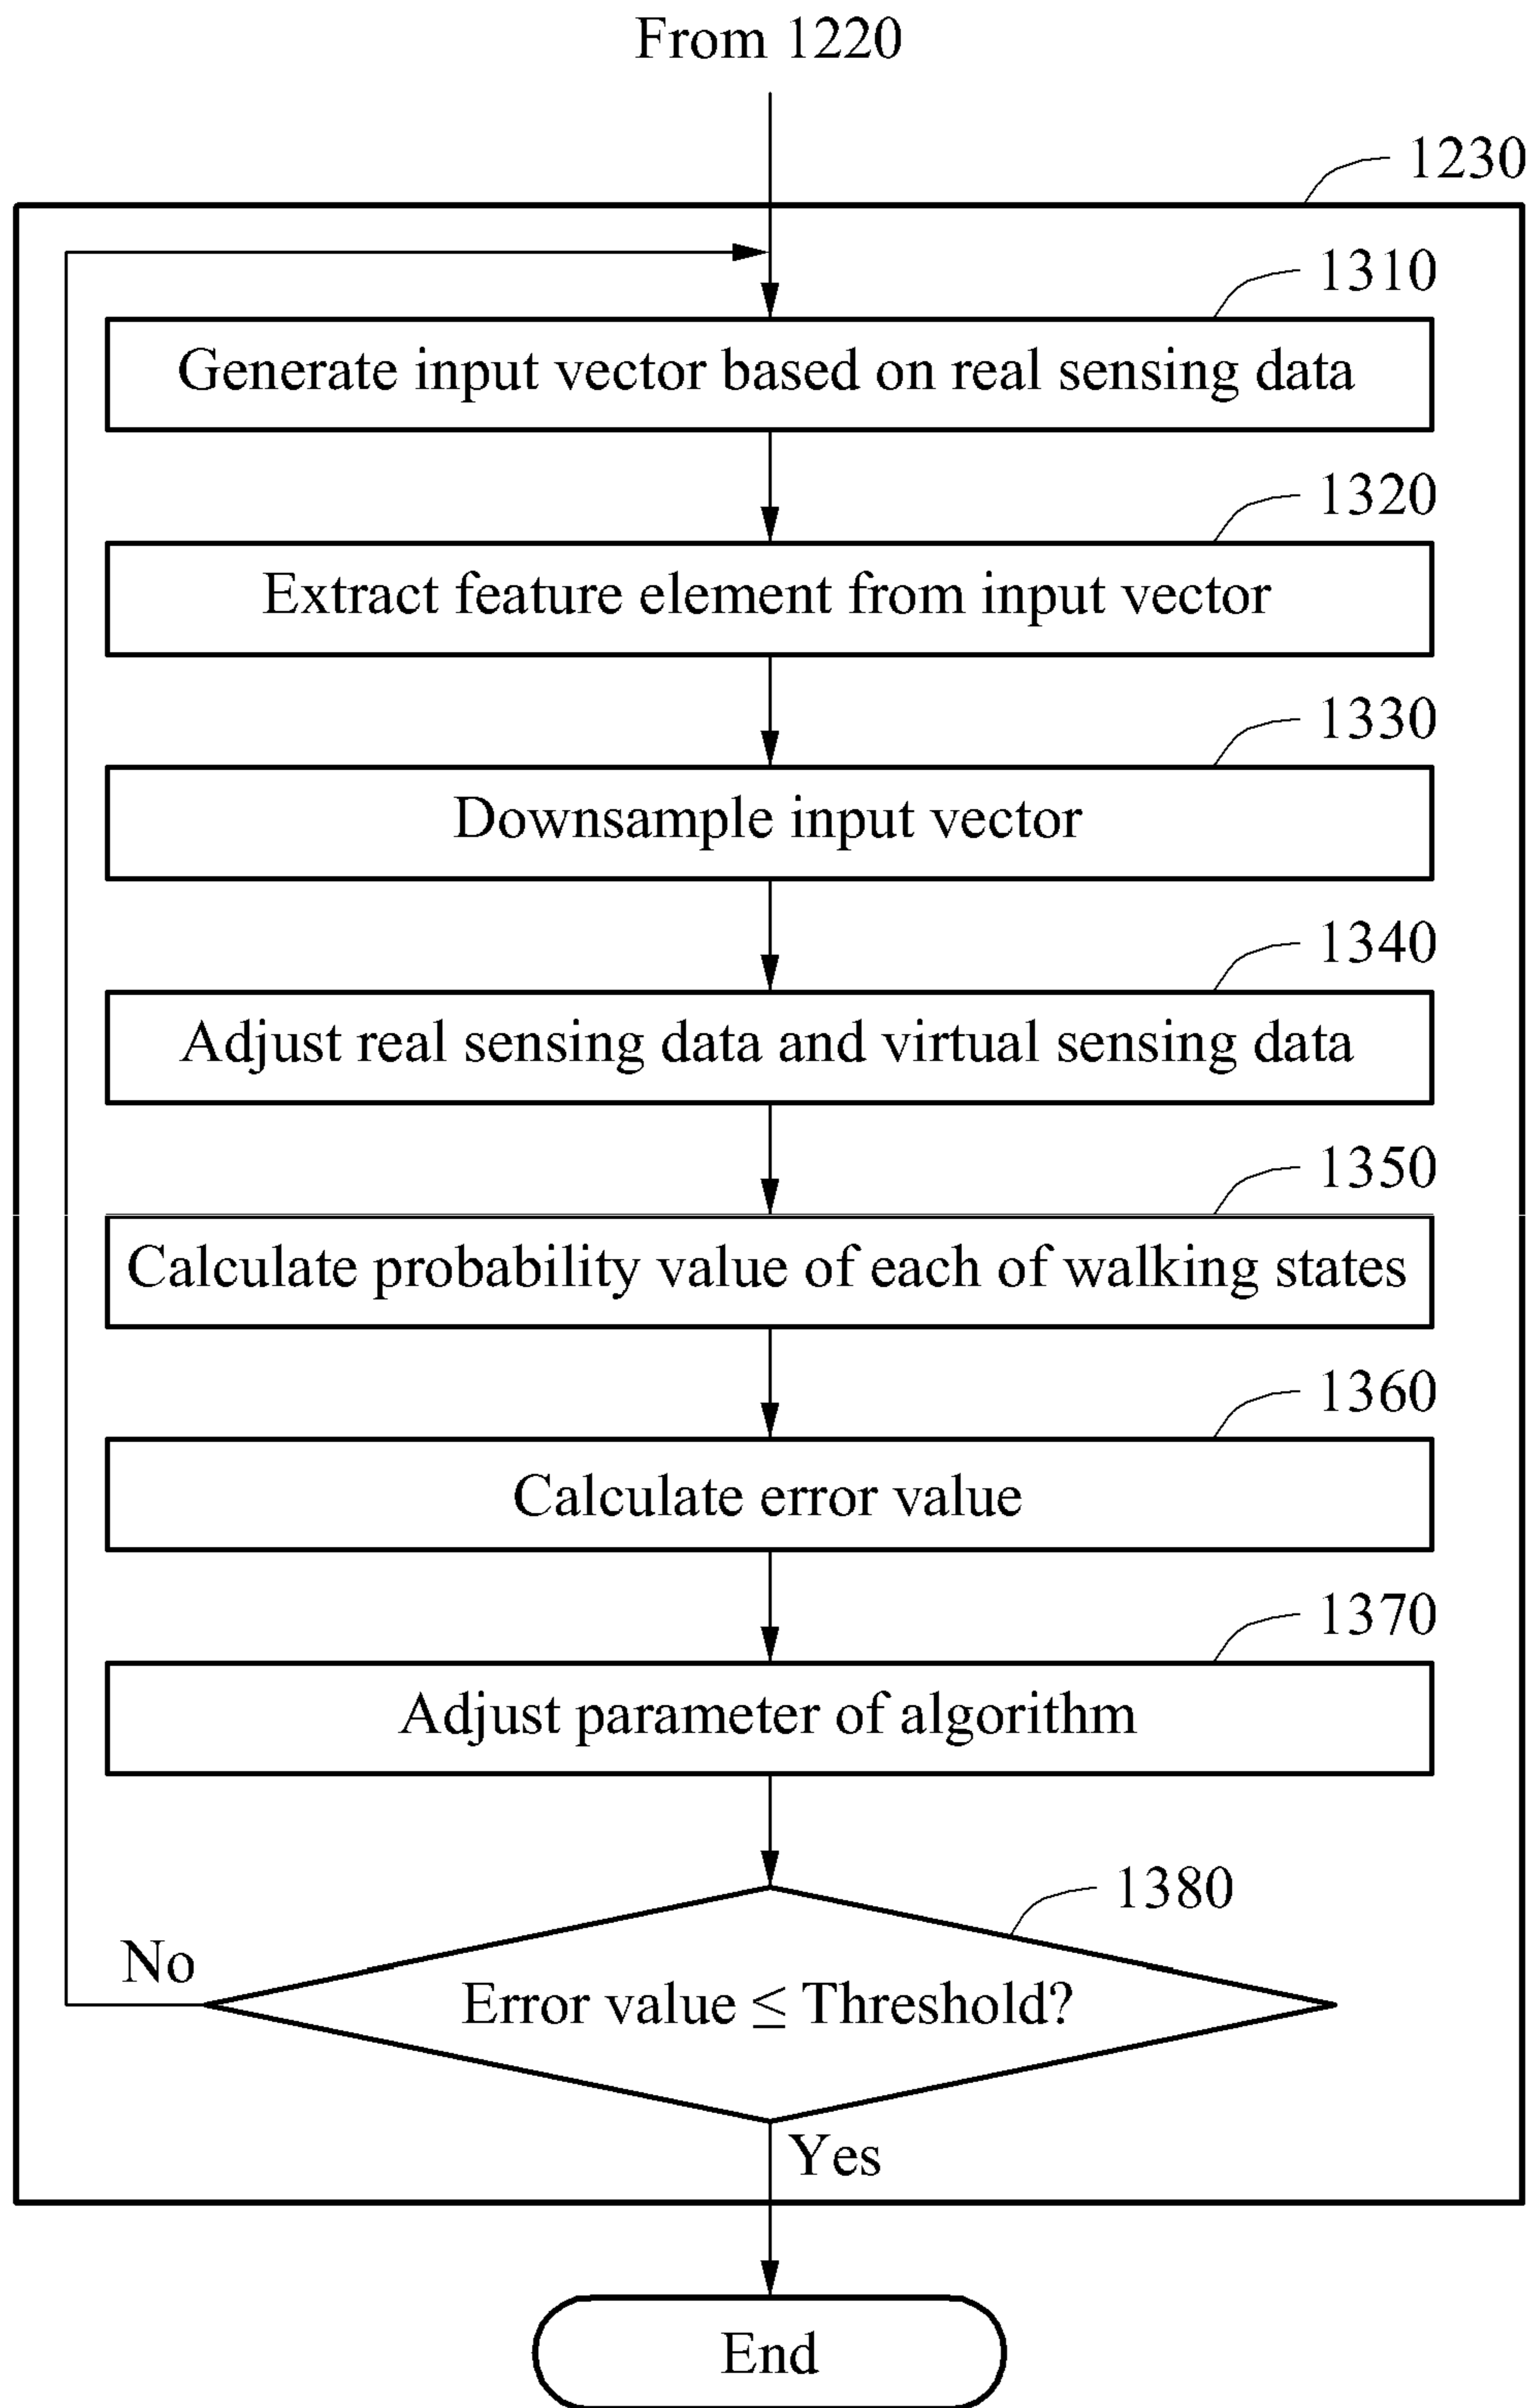 From 1220
1230
1310
Generate input vector based on real sensing data
1320
Extract feature element from input vector
1330
Downsample input vector
1340
Adjust real sensing data and virtual sensing data
1350
Calculate probability value of each of walking states
1360
Calculate error value
1370
Adjust parameter of algorithm
1380
No
Error value ≤ Threshold?
Yes
End